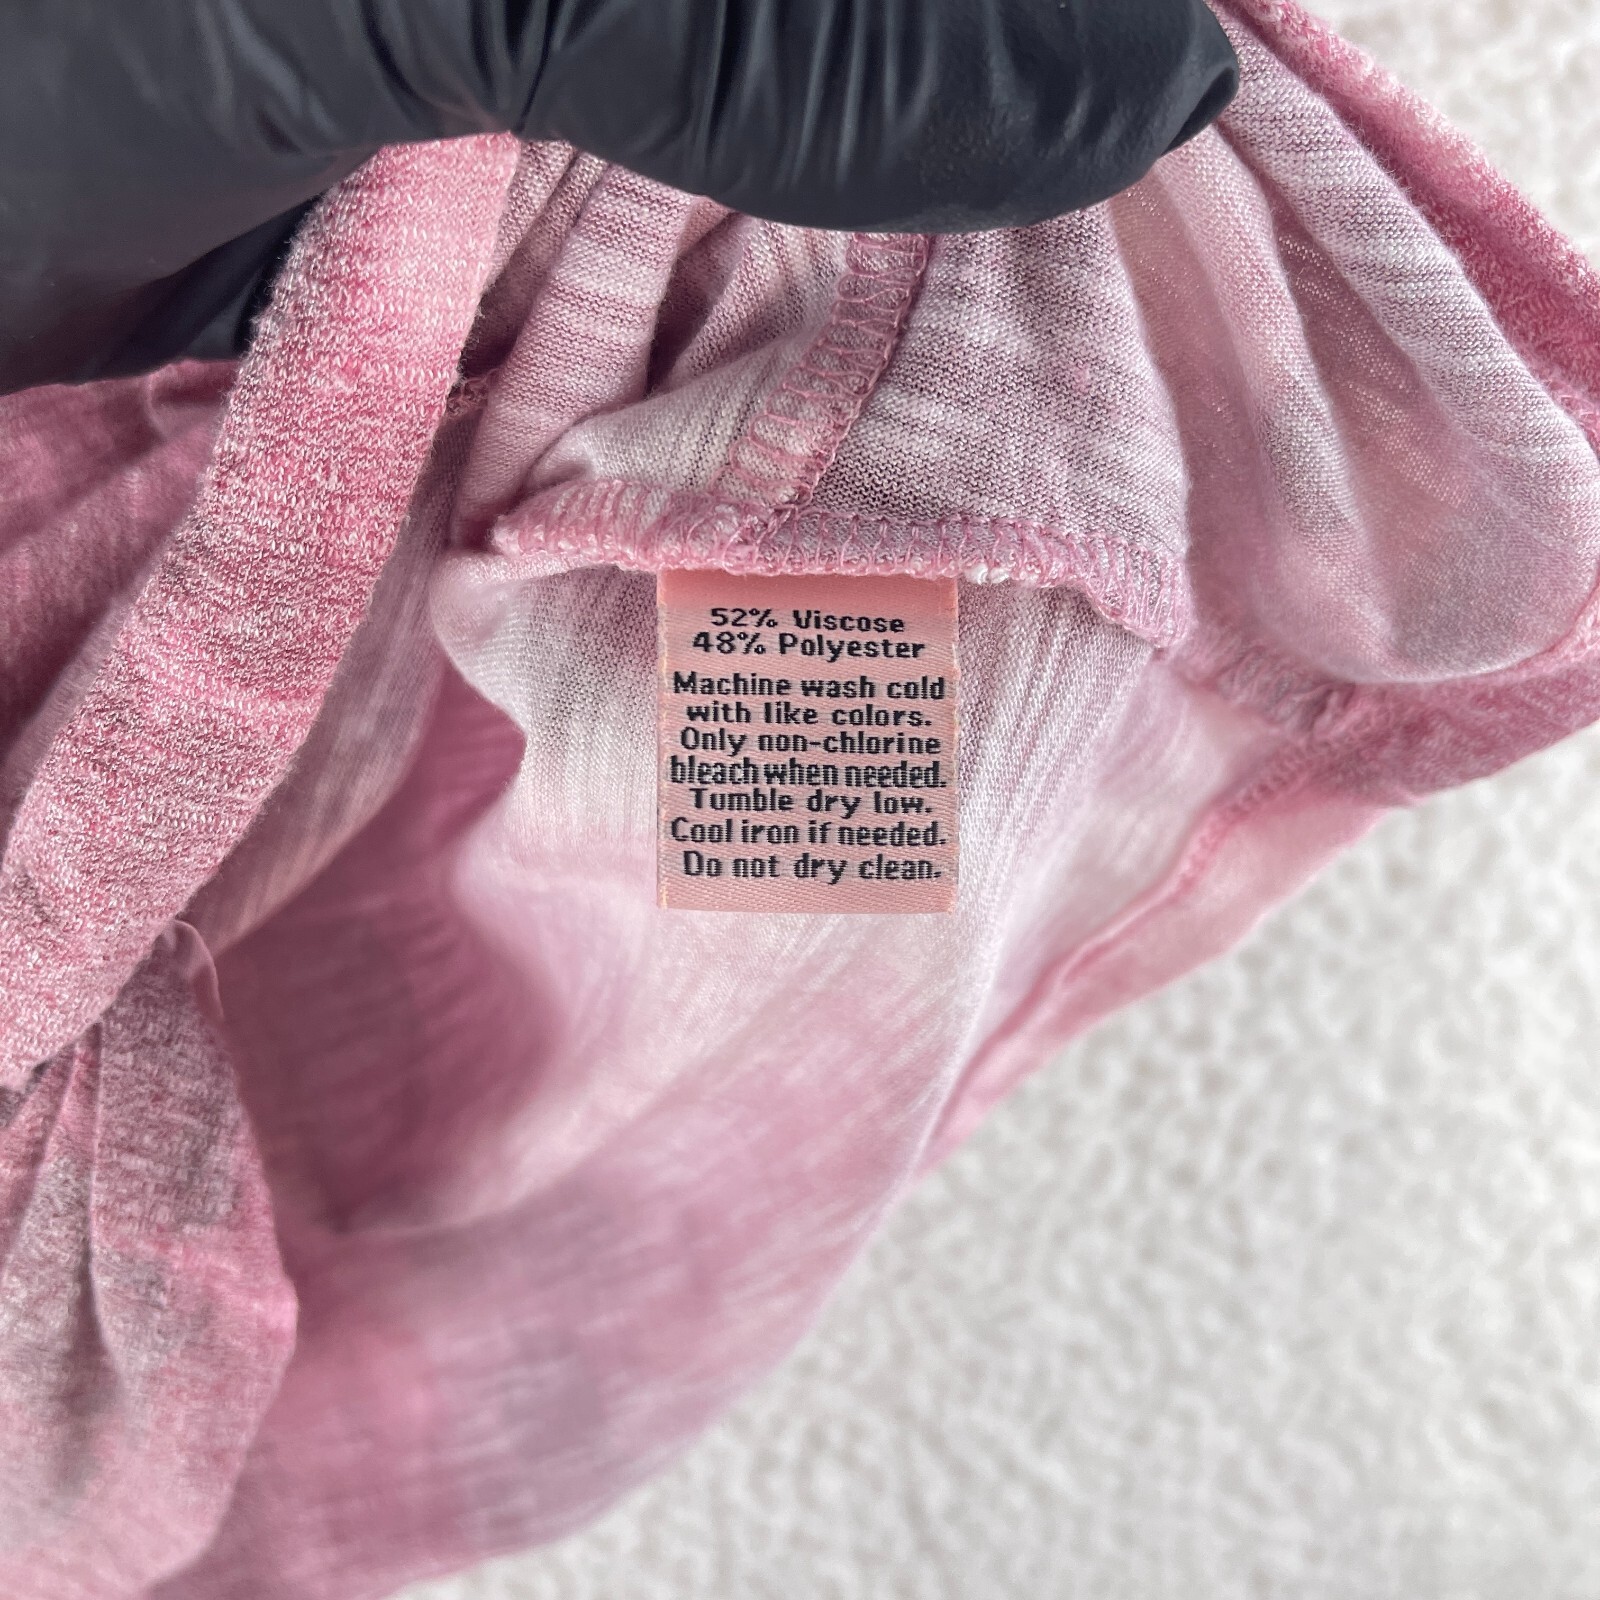 52% Viscose
48% Polyester
Machine wash cold
with like colors.
Only non-chlorine
bleach when needed.
Tumble dry low.
Cool iron if needed.
Do not dry clean.